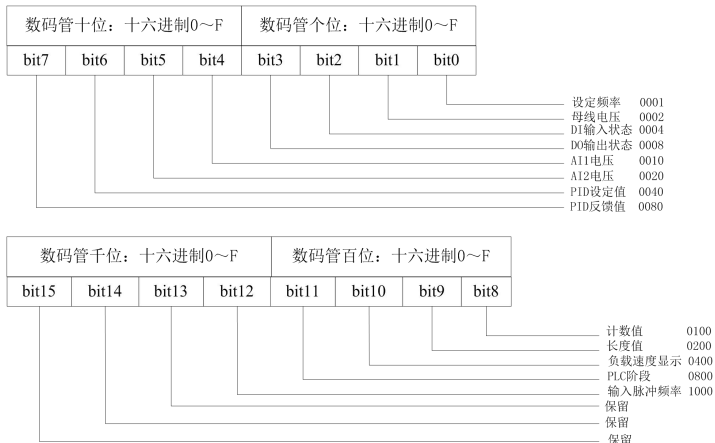 数码管十位：十六进制0～F 数码管个位：十六进制0～F
bit7 bit6 bit5 bit4 bit3 bit2 bit1 bit0
设定频率 0001
母线电压 0002
DI输入状态 0004
DO输出状态 0008
AI1电压 0010
AI2电压 0020
PID设定值 0040
PID反馈值 0080
数码管千位：十六进制0～F 数码管百位：十六进制0～F
bit15 bit14 bit13 bit12 bit11 bit10 bit9 bit8
计数值 0100
长度值 0200
负载速度显示 0400
PLC阶段 0800
输入脉冲频率 1000
保留
保留
保留